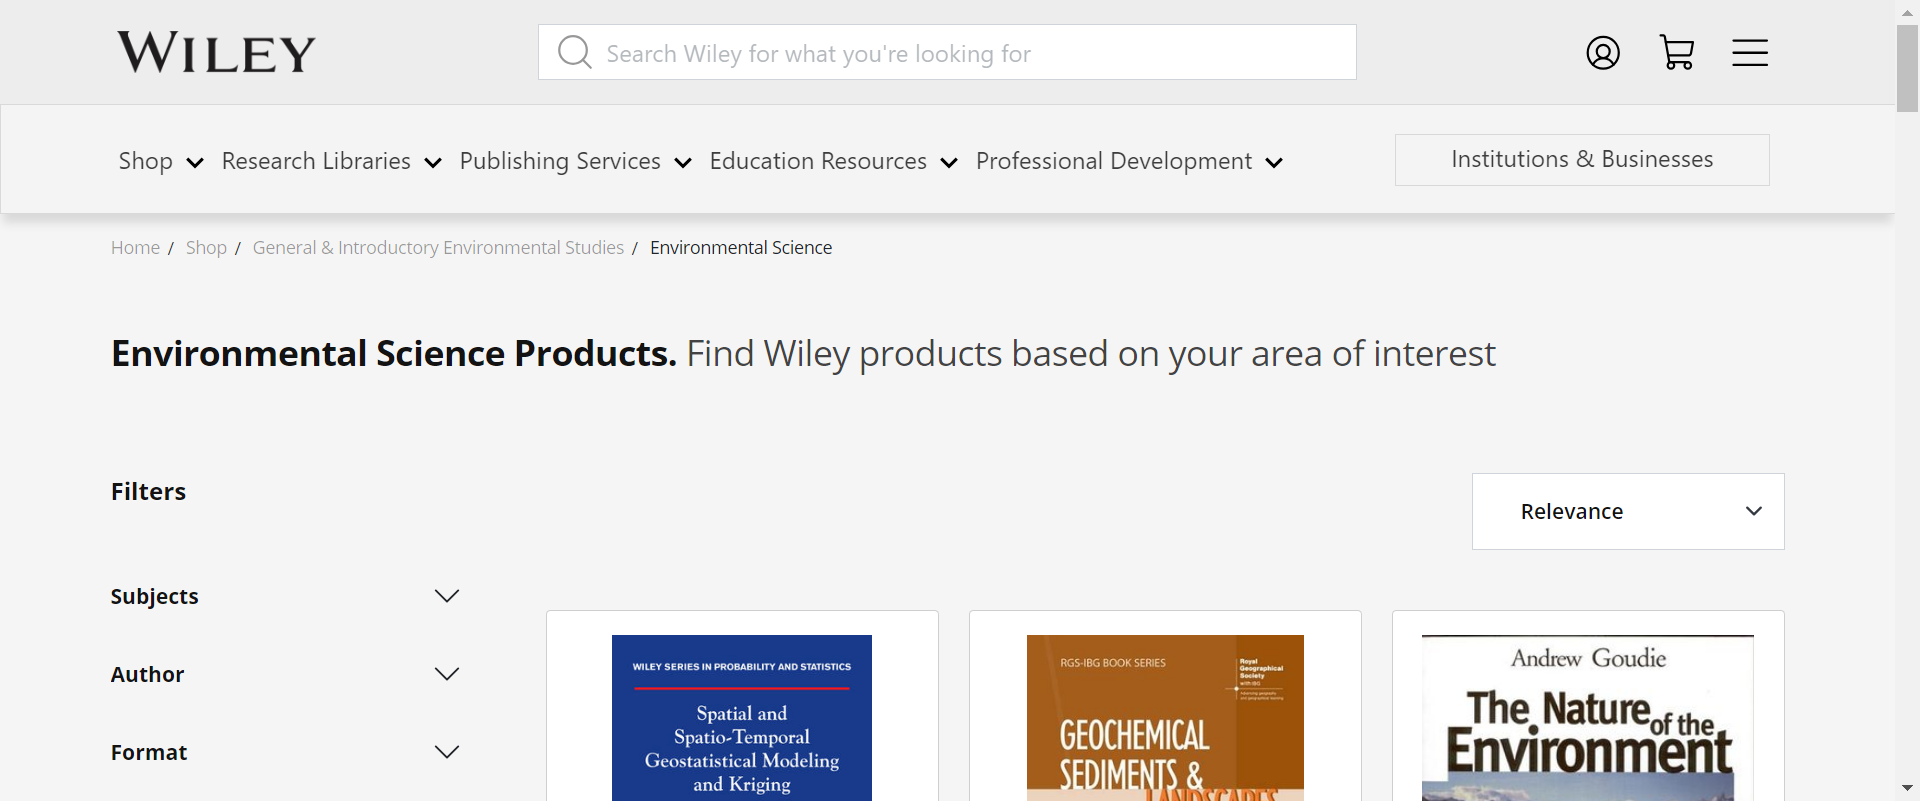 WILEY
Search Wiley for what you're looking for
Shop Research Libraries Publishing Services Education Resources Professional Development Institutions & Businesses
Home / Shop / General & Introductory Environmental Studies / Environmental Science
Environmental Science Products. Find Wiley products based on your area of interest
Filters
Relevance
Subjects
Author
Format
WILEY SERIES IN PROBABILITY AND STATISTICS
Spatial and
Spatio-Temporal
Geostatistical Modeling
and Kriging
RGS-IBG BOOK SERIES
Royal
Geographical
Society
with IBG
GEOCHEMICAL
SEDIMENTS &
LANDSCAPES
Andrew Goudie
The Nature
of the
Environment